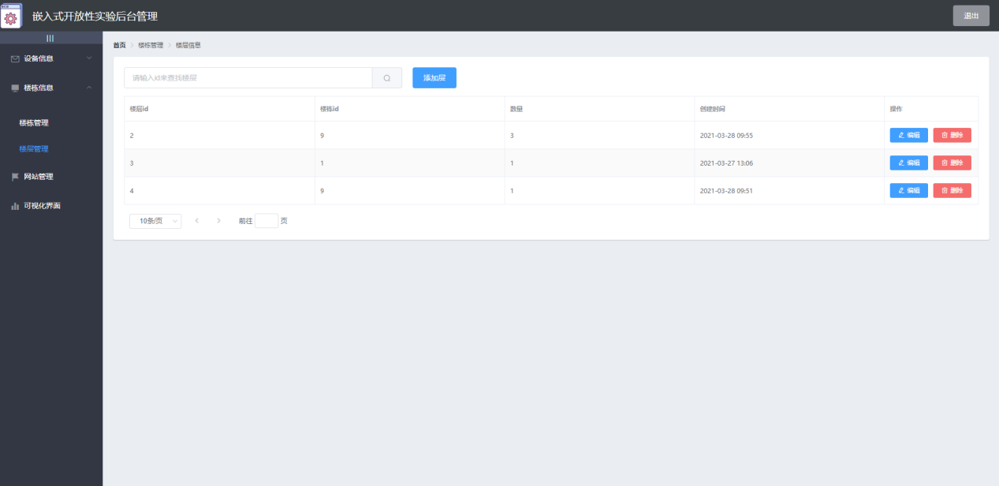 嵌入式开放性实验后台管理
退出
|||
首页 > 楼栋管理 > 楼层信息
设备信息
楼栋信息
楼栋管理
楼层管理
网站管理
可视化界面
请输入id来查找楼层
添加层
楼层id 楼栋id 数量 创建时间 操作
2 9 3 2021-03-28 09:55 编辑 删除
3 1 1 2021-03-27 13:06 编辑 删除
4 9 1 2021-03-28 09:51 编辑 删除
10条/页 < > 前往 页